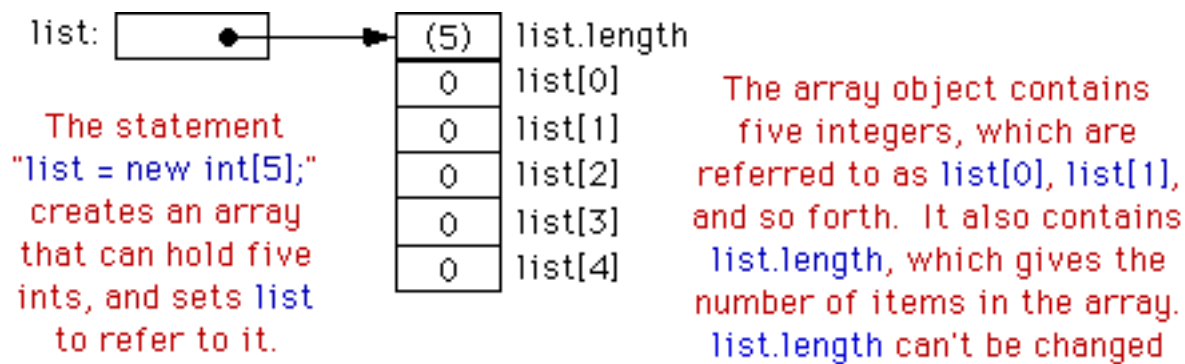 list:
(5) list.length
0 list[0]
0 list[1]
0 list[2]
0 list[3]
0 list[4]
The statement
"list = new int[5];"
creates an array
that can hold five
ints, and sets list
to refer to it.
The array object contains
five integers, which are
referred to as list[0], list[1],
and so forth. It also contains
list.length, which gives the
number of items in the array.
list.length can't be changed